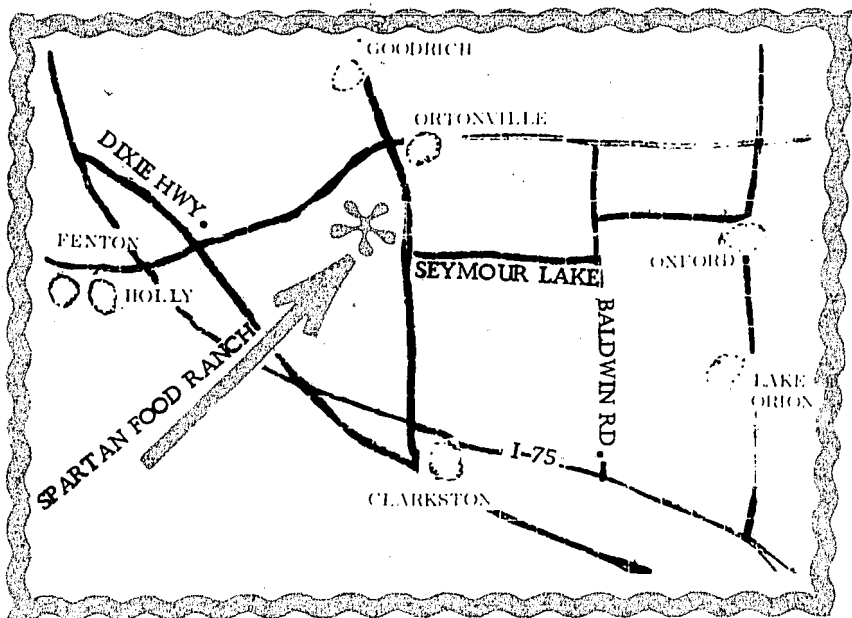 GOODRICH
ORTONVILLE
DIXIE HWY.
FENTON
HOLLY
SEYMOUR LAKE
OXFORD
BALDWIN RD.
LAKE
ORION
SPARTAN FOOD RANCH
I-75
CLARKSTON